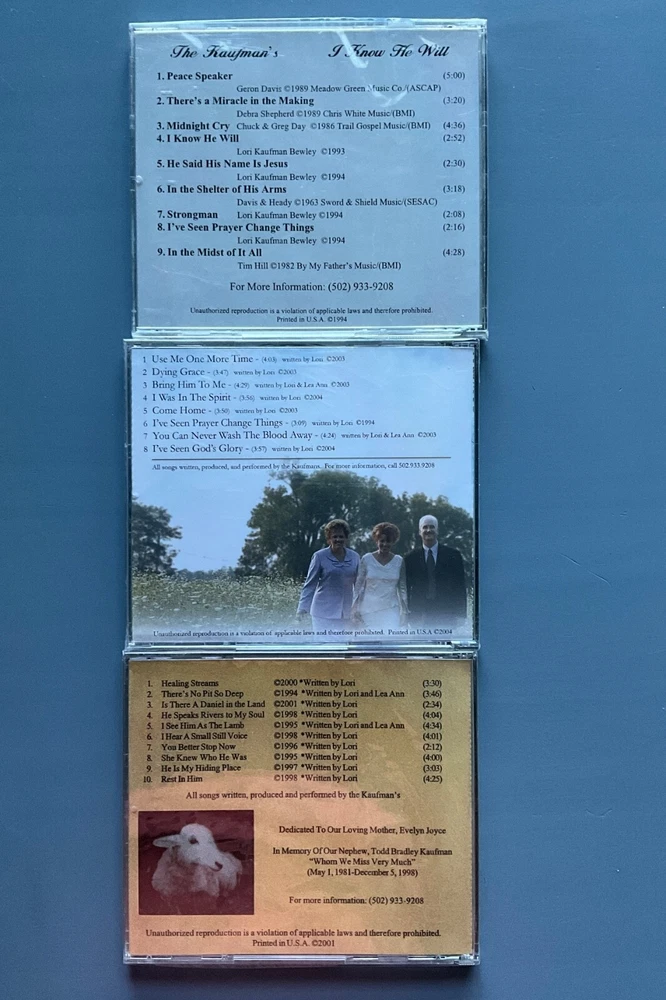 The Kaufman's I Know He Will
1. Peace Speaker (5:00)
Geron Davis ©1989 Meadow Green Music Co./(ASCAP)
2. There's a Miracle in the Making (3:20)
Debra Shepherd ©1989 Chris White Music/(BMI)
3. Midnight Cry Chuck & Greg Day ©1986 Trail Gospel Music/(BMI) (4:36)
4. I Know He Will (2:52)
Lori Kaufman Bewley ©1993
5. He Said His Name Is Jesus (2:30)
Lori Kaufman Bewley ©1994
6. In the Shelter of His Arms (3:18)
Davis & Heady ©1963 Sword & Shield Music/(SESAC)
7. Strongman Lori Kaufman Bewley ©1994 (2:08)
8. I've Seen Prayer Change Things (2:16)
Lori Kaufman Bewley ©1994
9. In the Midst of It All (4:28)
Tim Hill ©1982 By My Father's Music/(BMI)
For More Information: (502) 933-9208
Unauthorized reproduction is a violation of applicable laws and therefore prohibited.
Printed in U.S.A. ©1994
1 Use Me One More Time - (4:03) written by Lori ©2003
2 Dying Grace - (3:47) written by Lori ©2003
3 Bring Him To Me - (4:29) written by Lori & Lea Ann ©2003
4 I Was In The Spirit - (3:56) written by Lori ©2004
5 Come Home - (3:50) written by Lori ©2003
6 I've Seen Prayer Change Things - (3:09) written by Lori ©1994
7 You Can Never Wash The Blood Away - (4:24) written by Lori & Lea Ann ©2003
8 I've Seen God's Glory - (3:57) written by Lori ©2004
All songs written, produced, and performed by the Kaufmans. For more information, call 502.933.9208
Unauthorized reproduction is a violation of applicable laws and therefore prohibited. Printed in U.S.A ©2004
1. Healing Streams ©2000 *Written by Lori (3:30)
2. There's No Pit So Deep ©1994 *Written by Lori and Lea Ann (3:46)
3. Is There A Daniel in the Land ©2001 *Written by Lori (2:34)
4. He Speaks Rivers to My Soul ©1998 *Written by Lori (4:04)
5. I See Him As The Lamb ©1995 *Written by Lori and Lea Ann (4:34)
6. I Hear A Small Still Voice ©1998 *Written by Lori (4:01)
7. You Better Stop Now ©1996 *Written by Lori (2:12)
8. She Knew Who He Was ©1995 *Written by Lori (4:00)
9. He Is My Hiding Place ©1997 *Written by Lori (3:03)
10. Rest In Him ©1998 *Written by Lori (4:25)
All songs written, produced and performed by the Kaufman's
Dedicated To Our Loving Mother, Evelyn Joyce
In Memory Of Our Nephew, Todd Bradley Kaufman
"Whom We Miss Very Much"
(May 1, 1981-December 5, 1998)
For more information: (502) 933-9208
Unauthorized reproduction is a violation of applicable laws and therefore prohibited.
Printed in U.S.A. ©2001